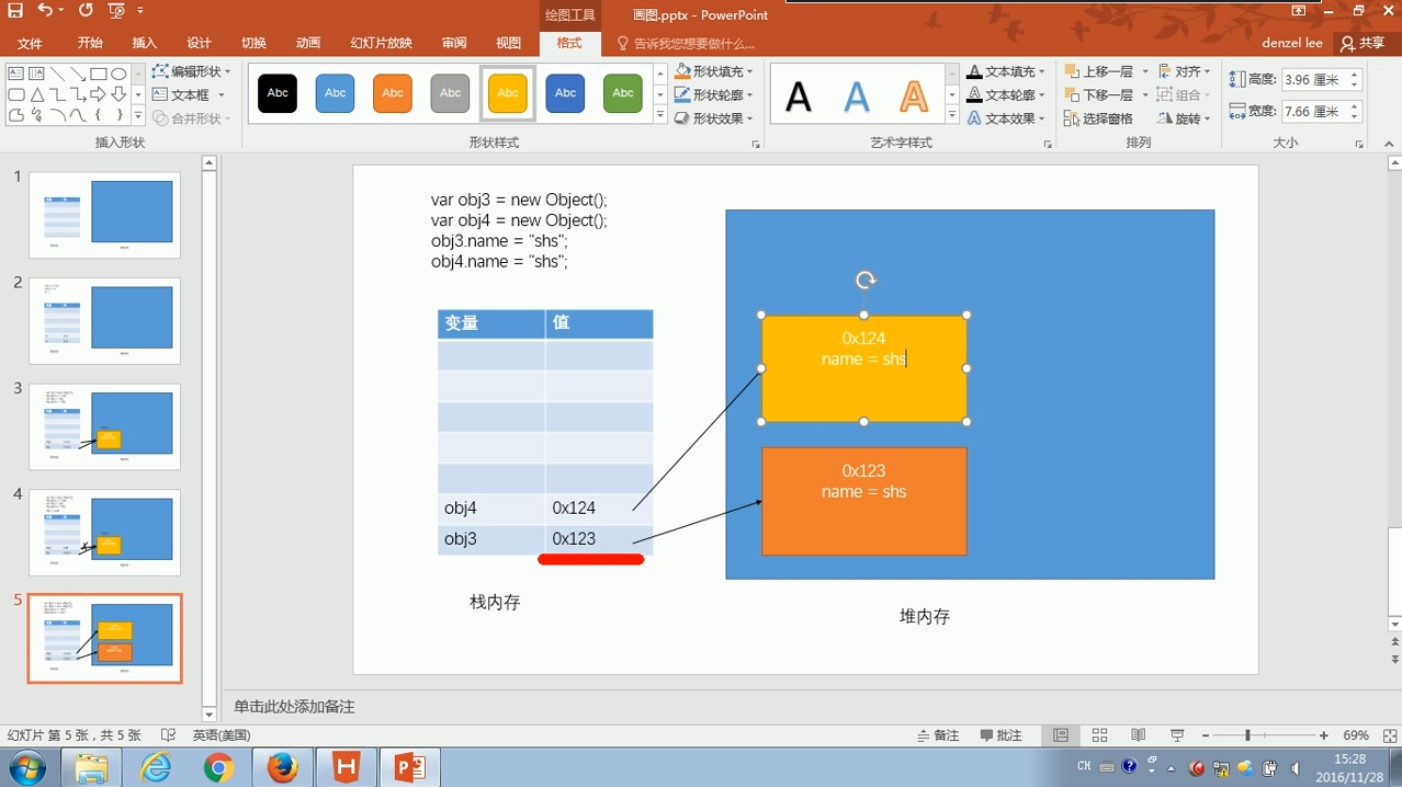 绘图工具
画图.pptx - PowerPoint
文件
开始
插入
设计
切换
动画
幻灯片放映
审阅
视图
格式
告诉我您想要做什么...
denzel lee
共享
编辑形状
文本框
合并形状
插入形状
Abc
Abc
Abc
Abc
Abc
Abc
Abc
形状填充
形状轮廓
形状效果
形状样式
A
A
A
文本填充
文本轮廓
文本效果
艺术字样式
上移一层
下移一层
选择窗格
对齐
组合
旋转
排列
高度: 3.96 厘米
宽度: 7.66 厘米
大小
1
2
3
4
5
var obj3 = new Object();
var obj4 = new Object();
obj3.name = "shs";
obj4.name = "shs";
变量 值
obj4 0x124
obj3 0x123
栈内存
0x124
name = shs
0x123
name = shs
堆内存
单击此处添加备注
幻灯片 第 5 张，共 5 张
英语(美国)
备注
批注
69%
CH
15:28
2016/11/28